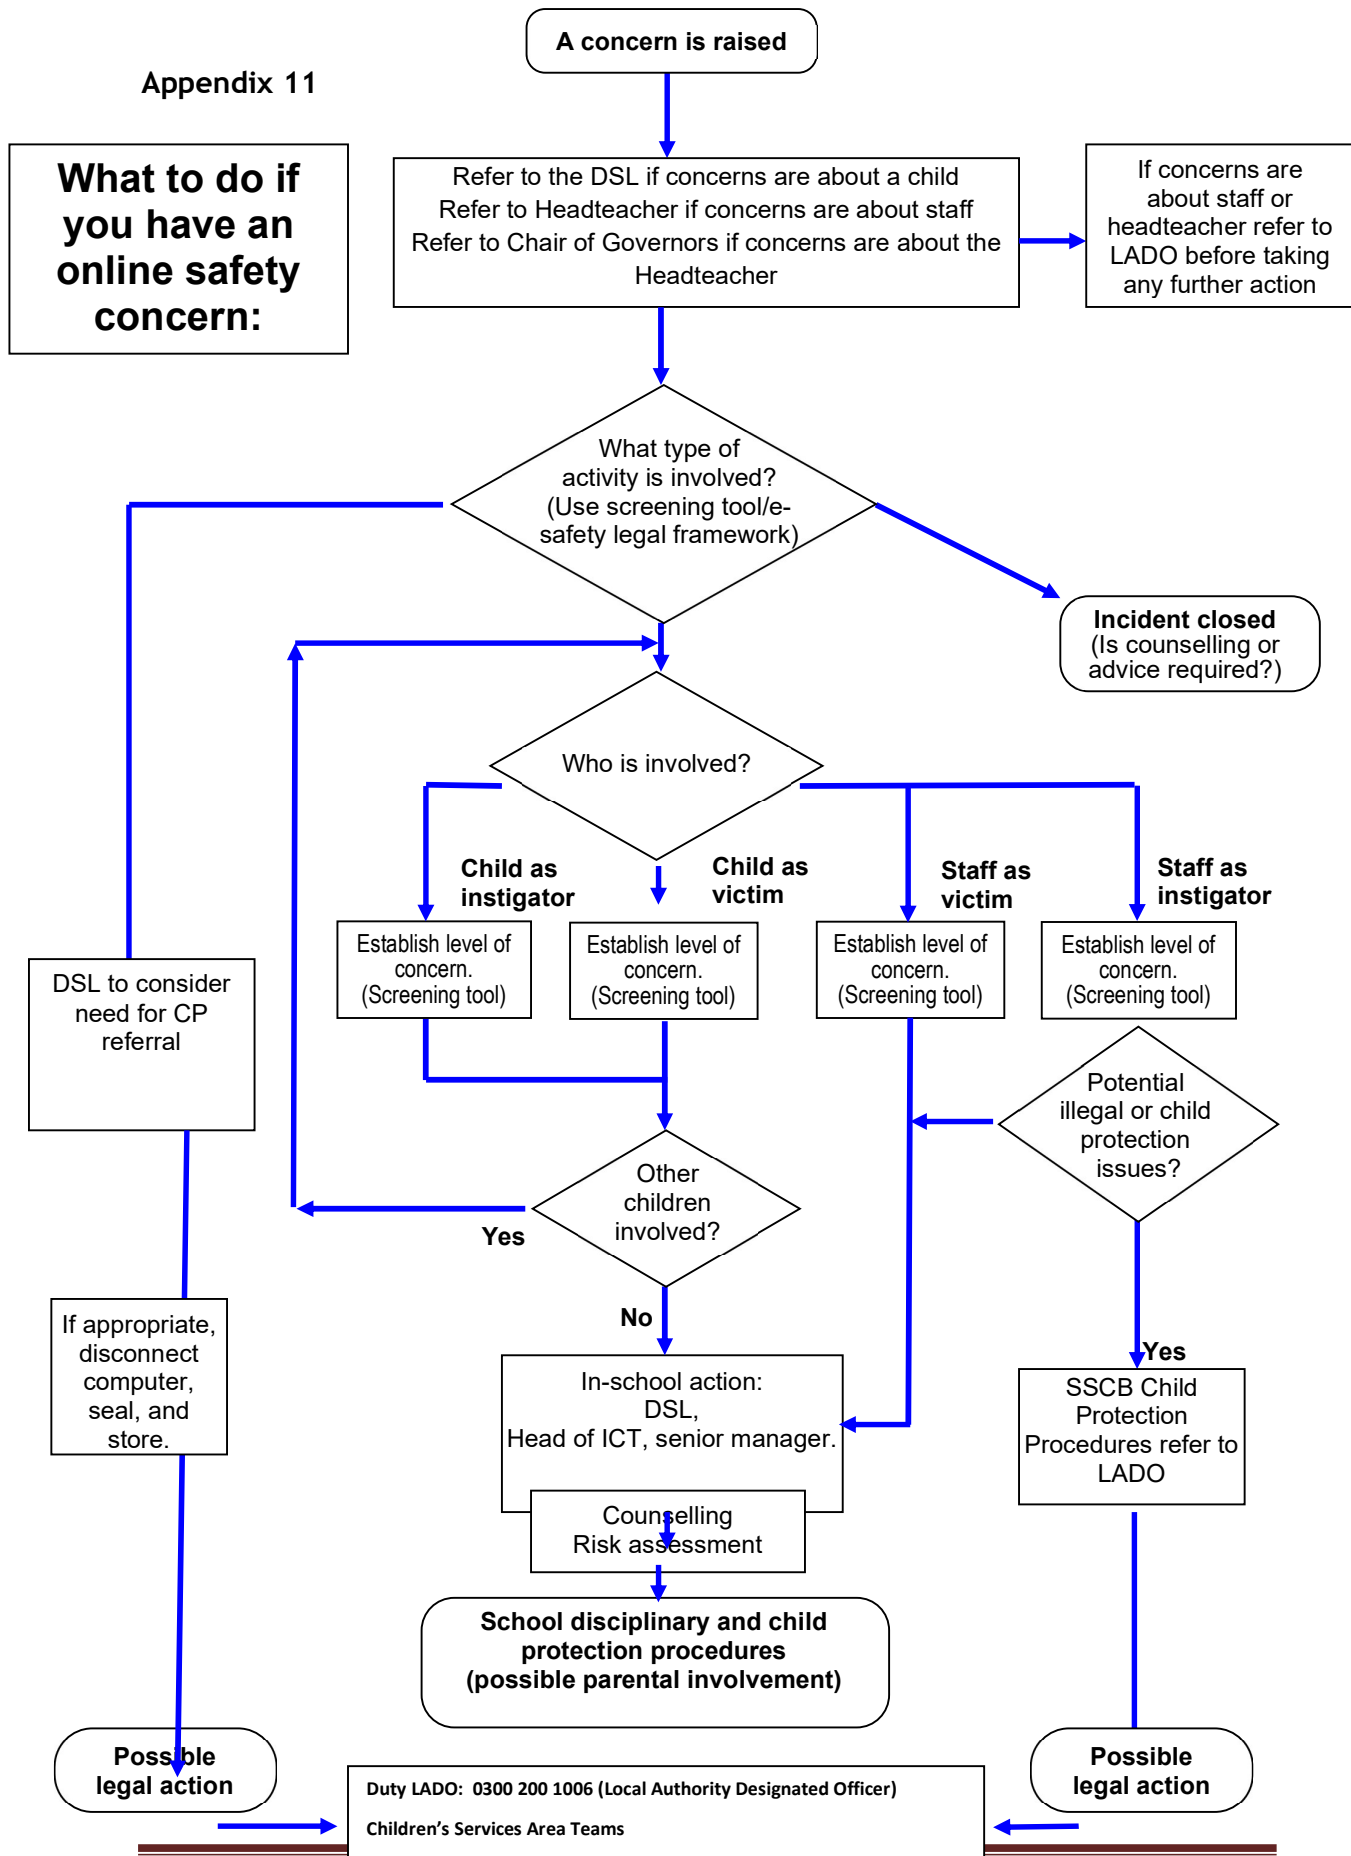 A concern is raised
Appendix 11
What to do if
you have an
online safety
concern:
Refer to the DSL if concerns are about a child
Refer to Headteacher if concerns are about staff
Refer to Chair of Governors if concerns are about the
Headteacher
If concerns are
about staff or
headteacher refer to
LADO before taking
any further action
What type of
activity is involved?
(Use screening tool/e-
safety legal framework)
Incident closed
(Is counselling or
advice required?)
Who is involved?
Child as
instigator
Child as
victim
Staff as
victim
Staff as
instigator
Establish level of
concern.
(Screening tool)
Establish level of
concern.
(Screening tool)
Establish level of
concern.
(Screening tool)
Establish level of
concern.
(Screening tool)
DSL to consider
need for CP
referral
Potential
illegal or child
protection
issues?
Other
children
involved?
Yes
No
Yes
If appropriate,
disconnect
computer,
seal, and
store.
In-school action:
DSL,
Head of ICT, senior manager.
SSCB Child
Protection
Procedures refer to
LADO
Counselling
Risk assessment
School disciplinary and child
protection procedures
(possible parental involvement)
Possible
legal action
Possible
legal action
Duty LADO: 0300 200 1006 (Local Authority Designated Officer)
Children's Services Area Teams